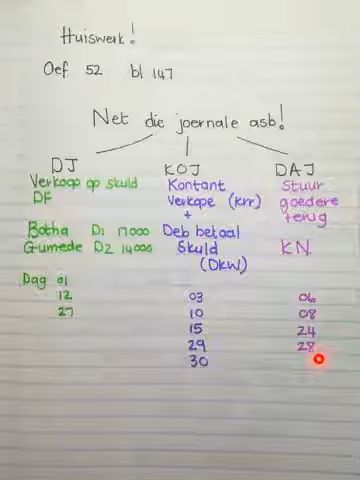 Huiswerk!
Oef 52 bl 147
Net die joernale asb!
DJ
Verkoop op skuld
DF
Botha D1 17000
Gumede D2 14000
Dag 01
12
27
KOJ
Kontant
Verkope (krr)
+
Deb betaal
Skuld
(DKW)
03
10
15
29
30
DAJ
Stuur
goedere
terug
KN.
06
08
24
28